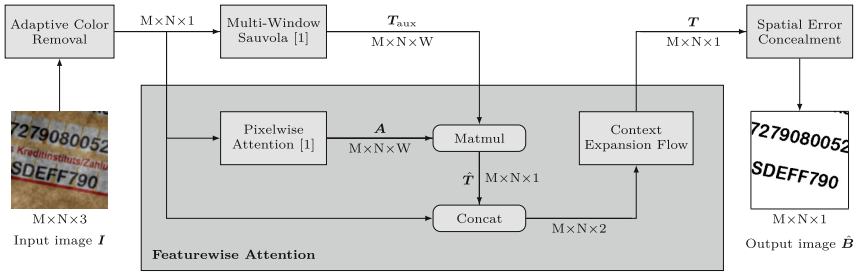 Adaptive Color
Removal
M×N×1
Multi-Window
Sauvola [1]
T_aux
M×N×W
T
M×N×1
Spatial Error
Concealment
7279080052
s Kreditinstituts/Zahlu
SDEFF790
M×N×3
Input image I
Pixelwise
Attention [1]
A
M×N×W
Matmul
T̂
M×N×1
Concat
M×N×2
Context
Expansion Flow
Featurewise Attention
7279080052
SDEFF790
M×N×1
Output image B̂